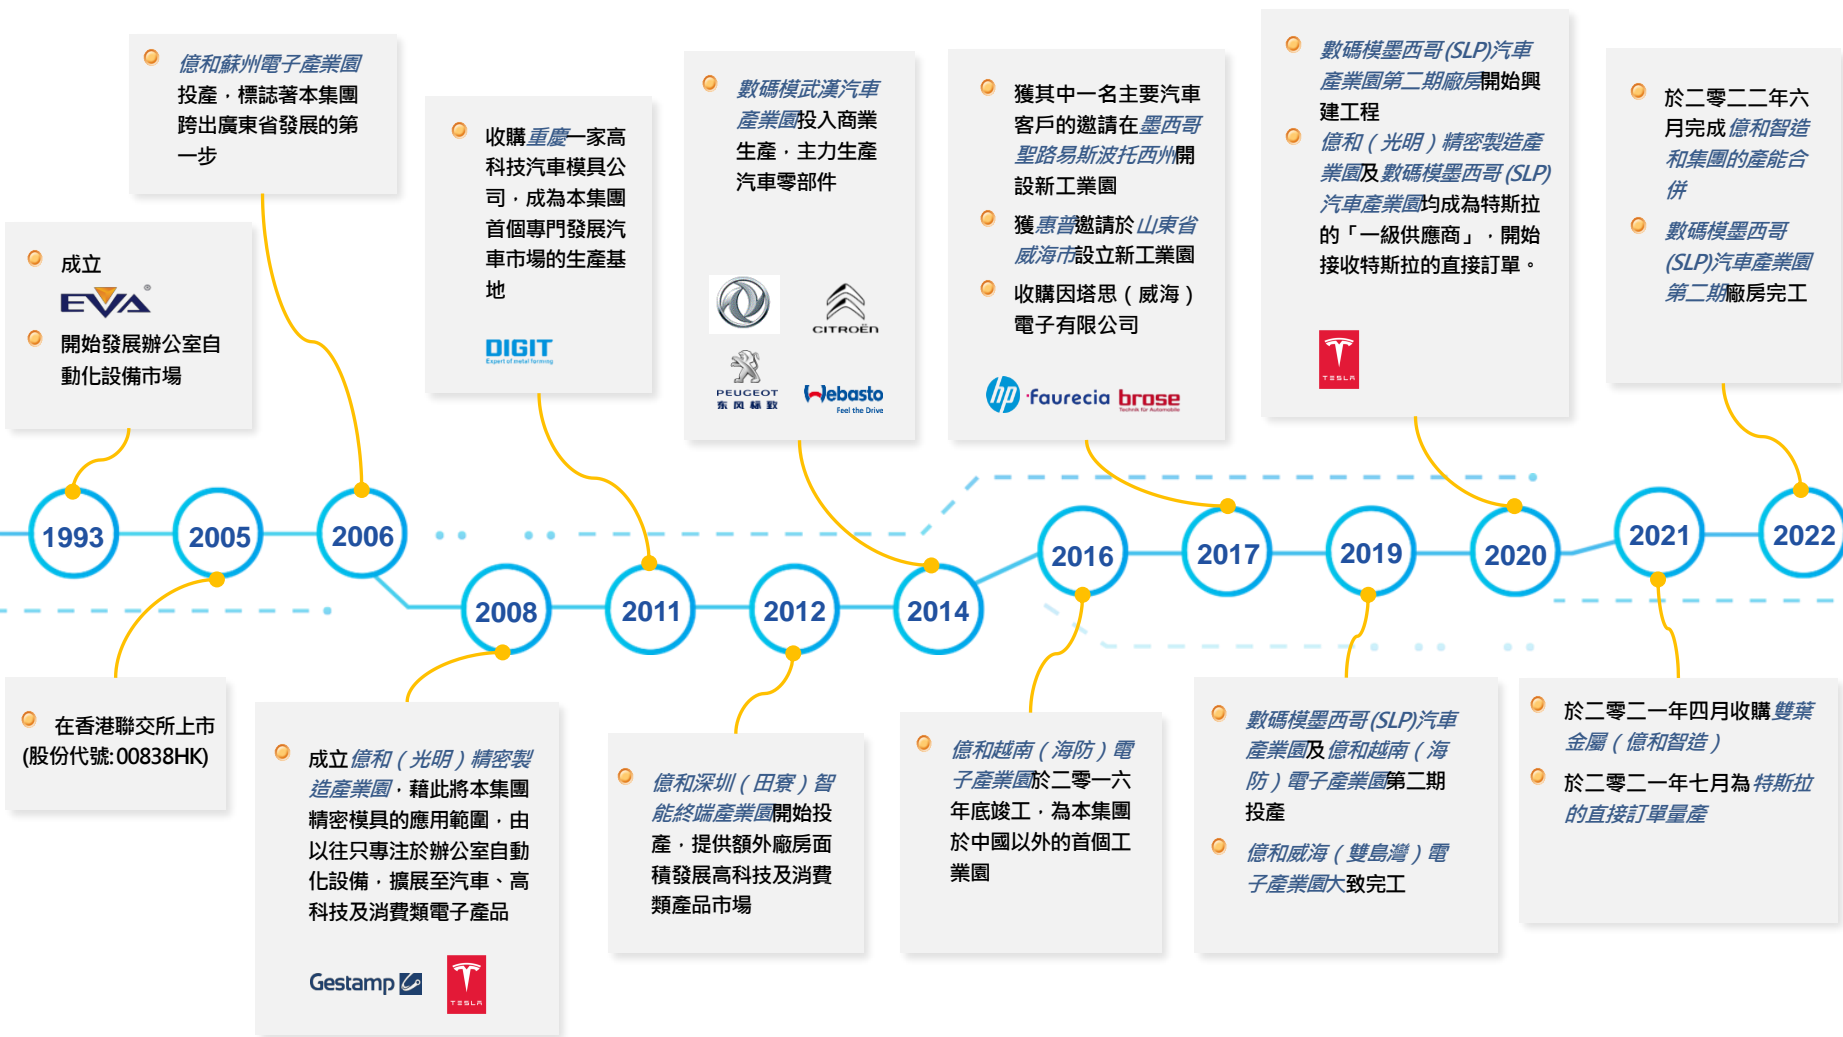 億和蘇州電子產業園
投產，標誌著本集團
跨出廣東省發展的第
一步
成立
EVA
®
開始發展辦公室自
動化設備市場
收購重慶一家高
科技汽車模具公
司，成為本集團
首個專門發展汽
車市場的生產基
地
DIGIT
Expert of metal forming
數碼模武漢汽車
產業園投入商業
生產，主力生產
汽車零部件
CITROËN
PEUGEOT
东风标致
Webasto
Feel the Drive
獲其中一名主要汽車
客戶的邀請在墨西哥
聖路易斯波托西州開
設新工業園
獲惠普邀請於山東省
威海市設立新工業園
收購因塔思（威海）
電子有限公司
hp
faurecia
brose
Technik für Automobile
數碼模墨西哥(SLP)汽車
產業園第二期廠房開始興
建工程
億和（光明）精密製造產
業園及數碼模墨西哥(SLP)
汽車產業園均成為特斯拉
的「一級供應商」，開始
接收特斯拉的直接訂單。
TESLA
於二零二二年六
月完成億和智造
和集團的產能合
併
數碼模墨西哥
(SLP)汽車產業園
第二期廠房完工
1993
2005
2006
2008
2011
2012
2014
2016
2017
2019
2020
2021
2022
在香港聯交所上市
(股份代號:00838HK)
成立億和（光明）精密製
造產業園，藉此將本集團
精密模具的應用範圍，由
以往只專注於辦公室自動
化設備，擴展至汽車、高
科技及消費類電子產品
Gestamp
TESLA
億和深圳（田寮）智
能終端產業園開始投
產，提供額外廠房面
積發展高科技及消費
類產品市場
億和越南（海防）電
子產業園於二零一六
年底竣工，為本集團
於中國以外的首個工
業園
數碼模墨西哥(SLP)汽車
產業園及億和越南（海
防）電子產業園第二期
投產
億和威海（雙島灣）電
子產業園大致完工
於二零二一年四月收購雙葉
金屬（億和智造）
於二零二一年七月為特斯拉
的直接訂單量產